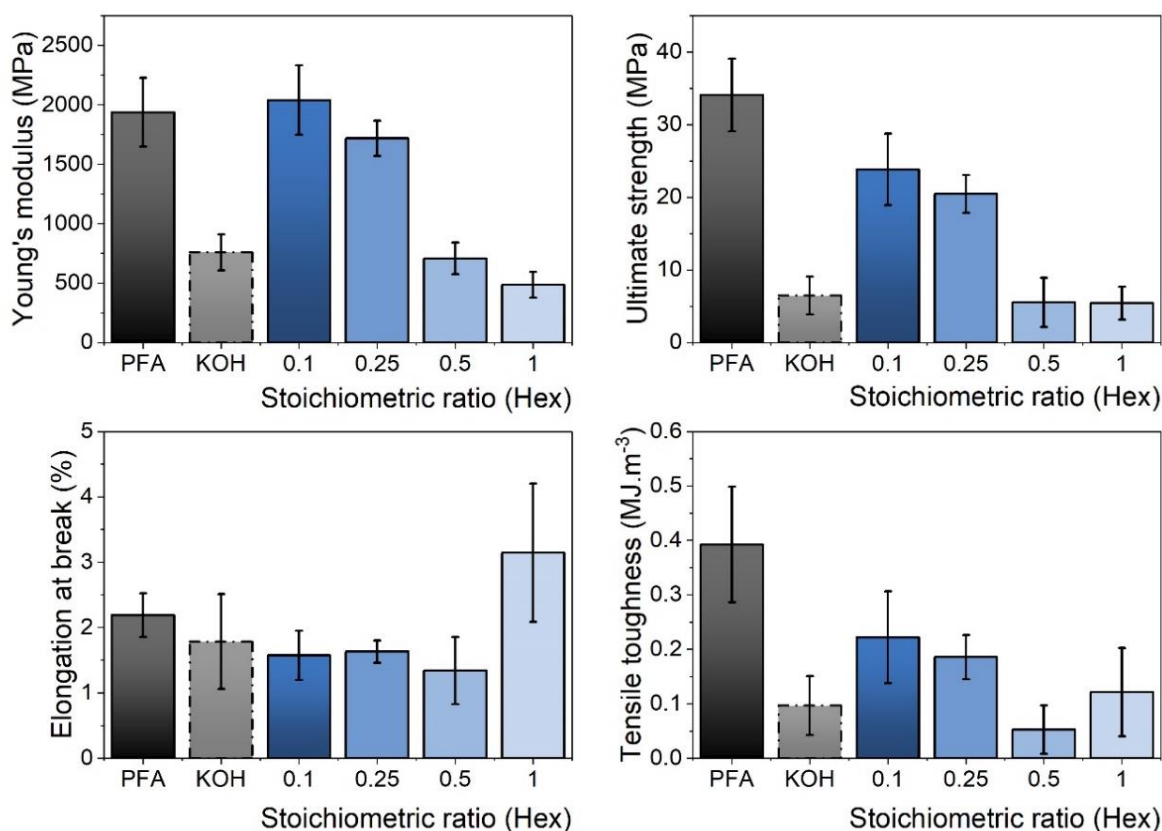 Young's modulus (MPa)
2500
2000
1500
1000
500
0
PFA KOH 0.1 0.25 0.5 1
Stoichiometric ratio (Hex)
Ultimate strength (MPa)
40
30
20
10
0
PFA KOH 0.1 0.25 0.5 1
Stoichiometric ratio (Hex)
Elongation at break (%)
5
4
3
2
1
0
PFA KOH 0.1 0.25 0.5 1
Stoichiometric ratio (Hex)
Tensile toughness (MJ.m⁻³)
0.6
0.5
0.4
0.3
0.2
0.1
0.0
PFA KOH 0.1 0.25 0.5 1
Stoichiometric ratio (Hex)